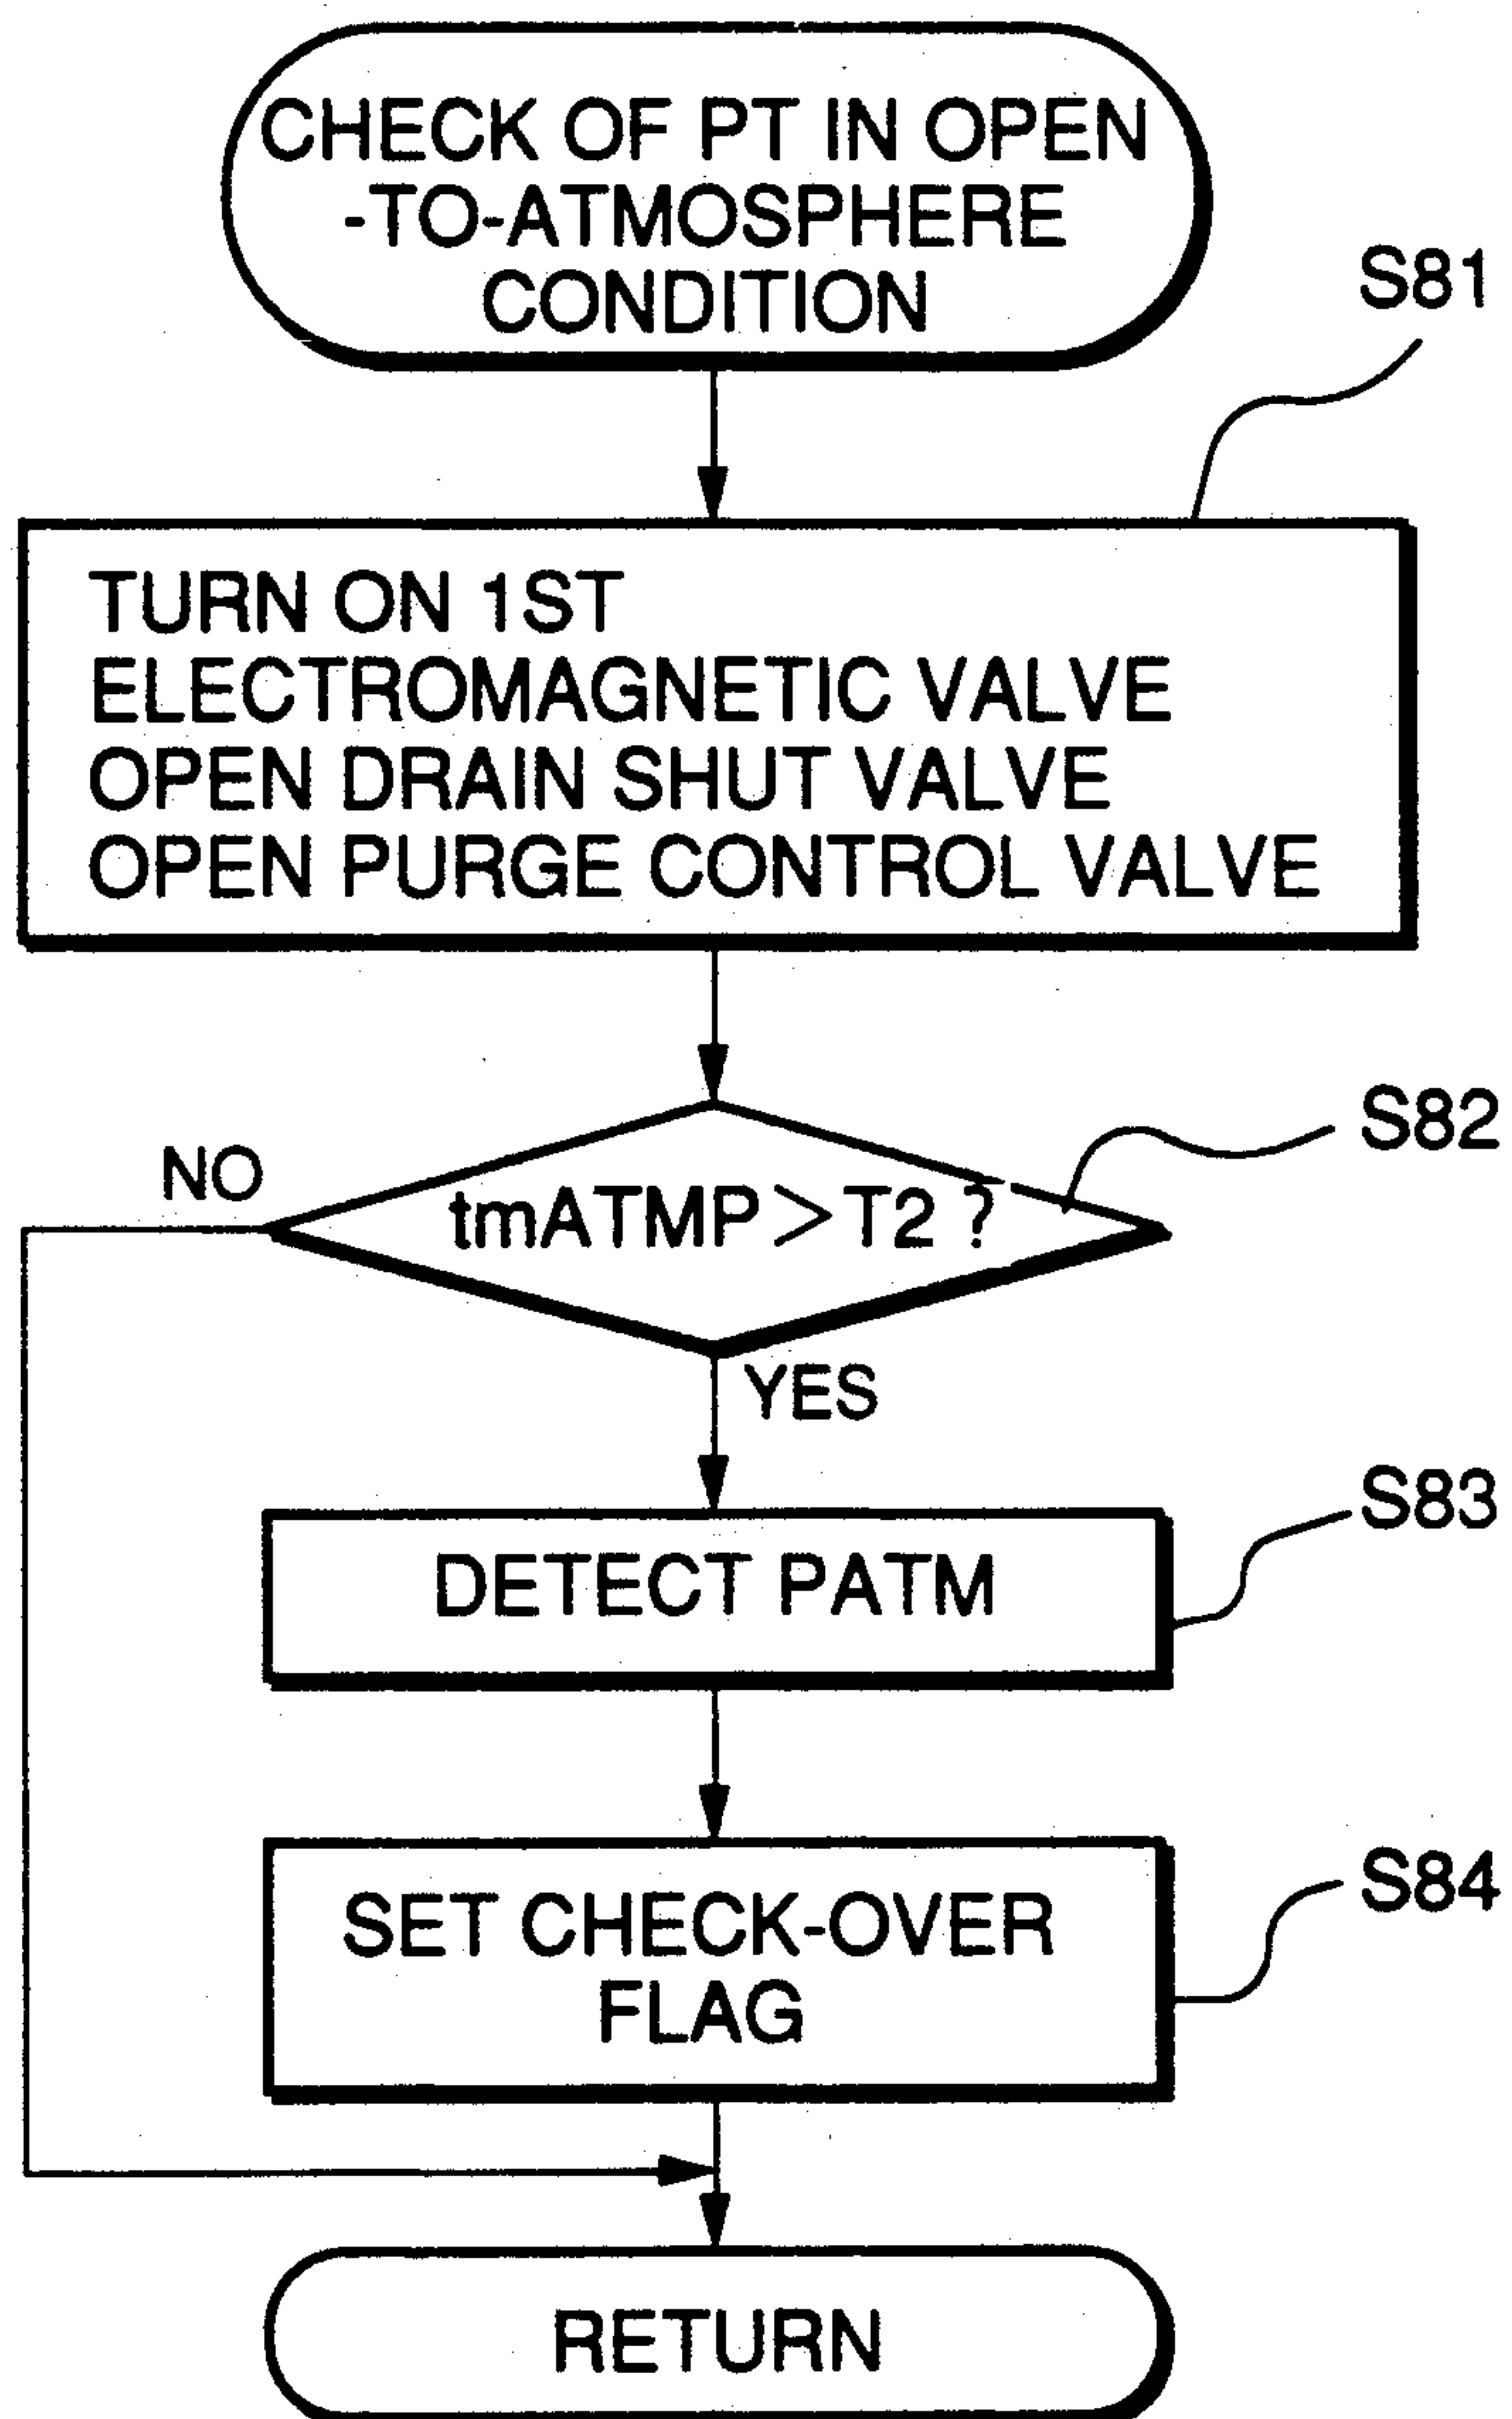 CHECK OF PT IN OPEN
-TO-ATMOSPHERE
CONDITION
S81
TURN ON 1ST
ELECTROMAGNETIC VALVE
OPEN DRAIN SHUT VALVE
OPEN PURGE CONTROL VALVE
S82
NO
tmATMP>T2 ?
YES
S83
DETECT PATM
S84
SET CHECK-OVER
FLAG
RETURN